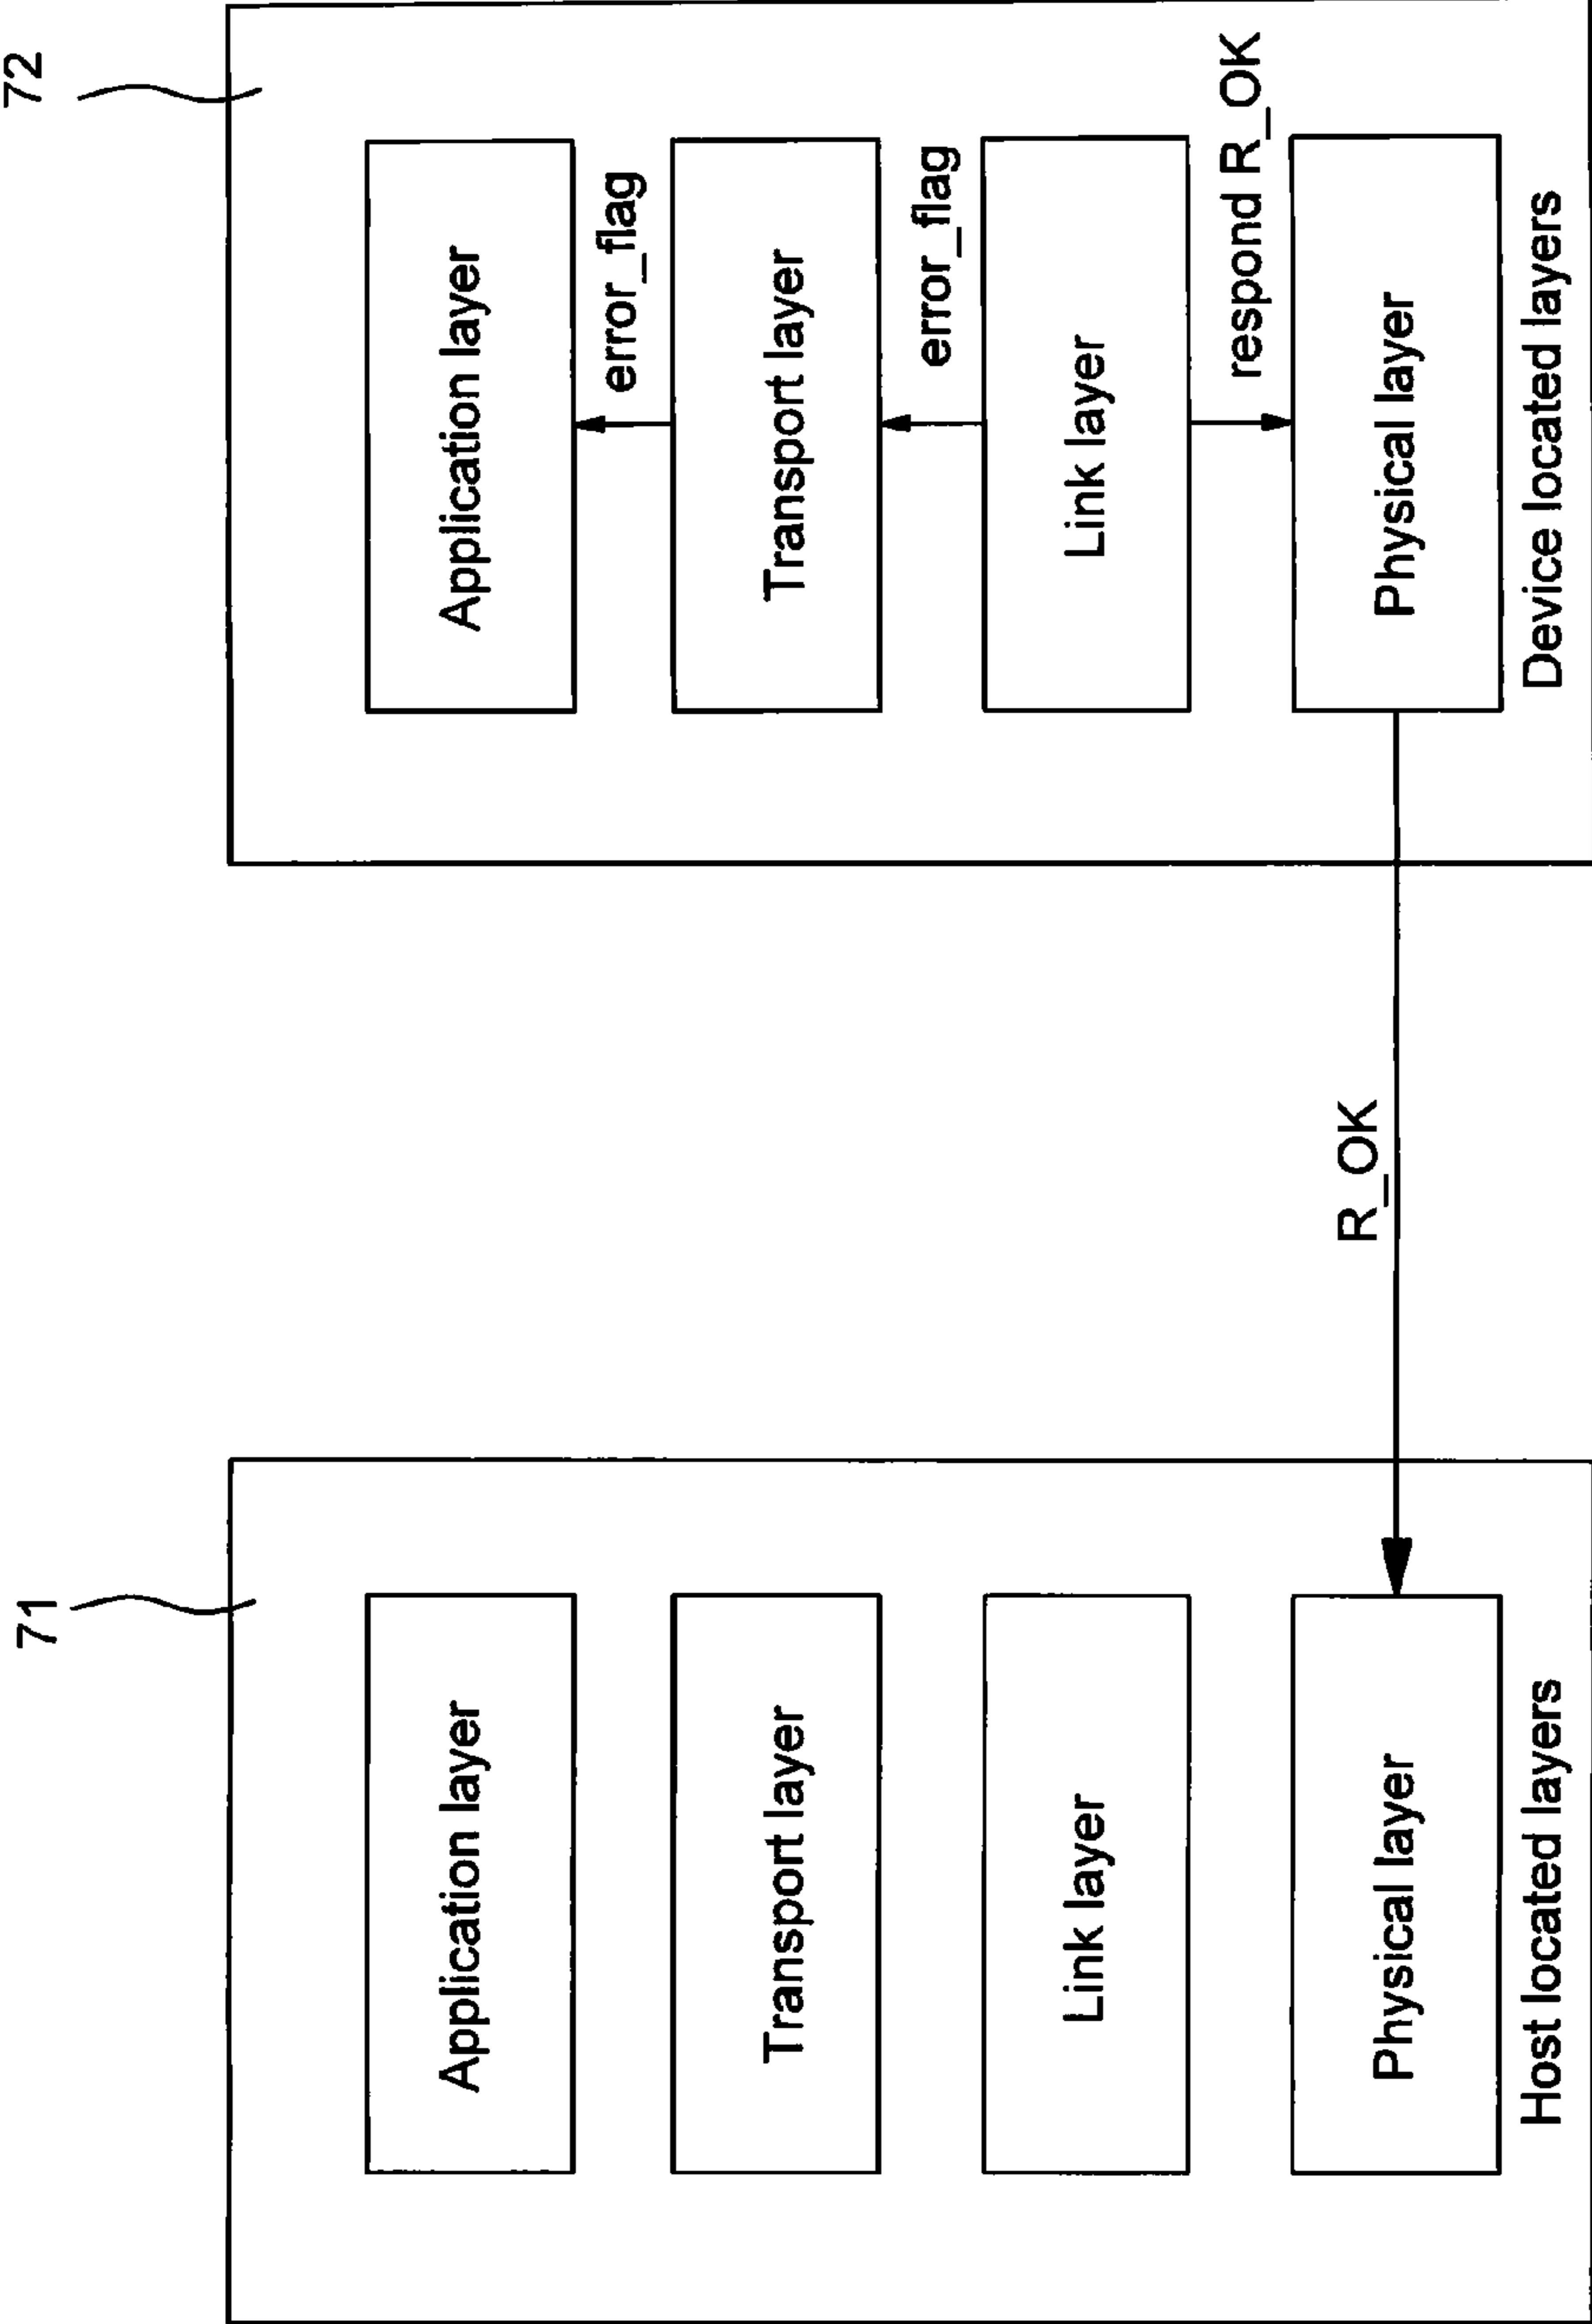 71
72
Application layer
Transport layer
Link layer
Physical layer
Host located layers
R_OK
Application layer
error_flag
Transport layer
error_flag
Link layer
respond R_OK
Physical layer
Device located layers